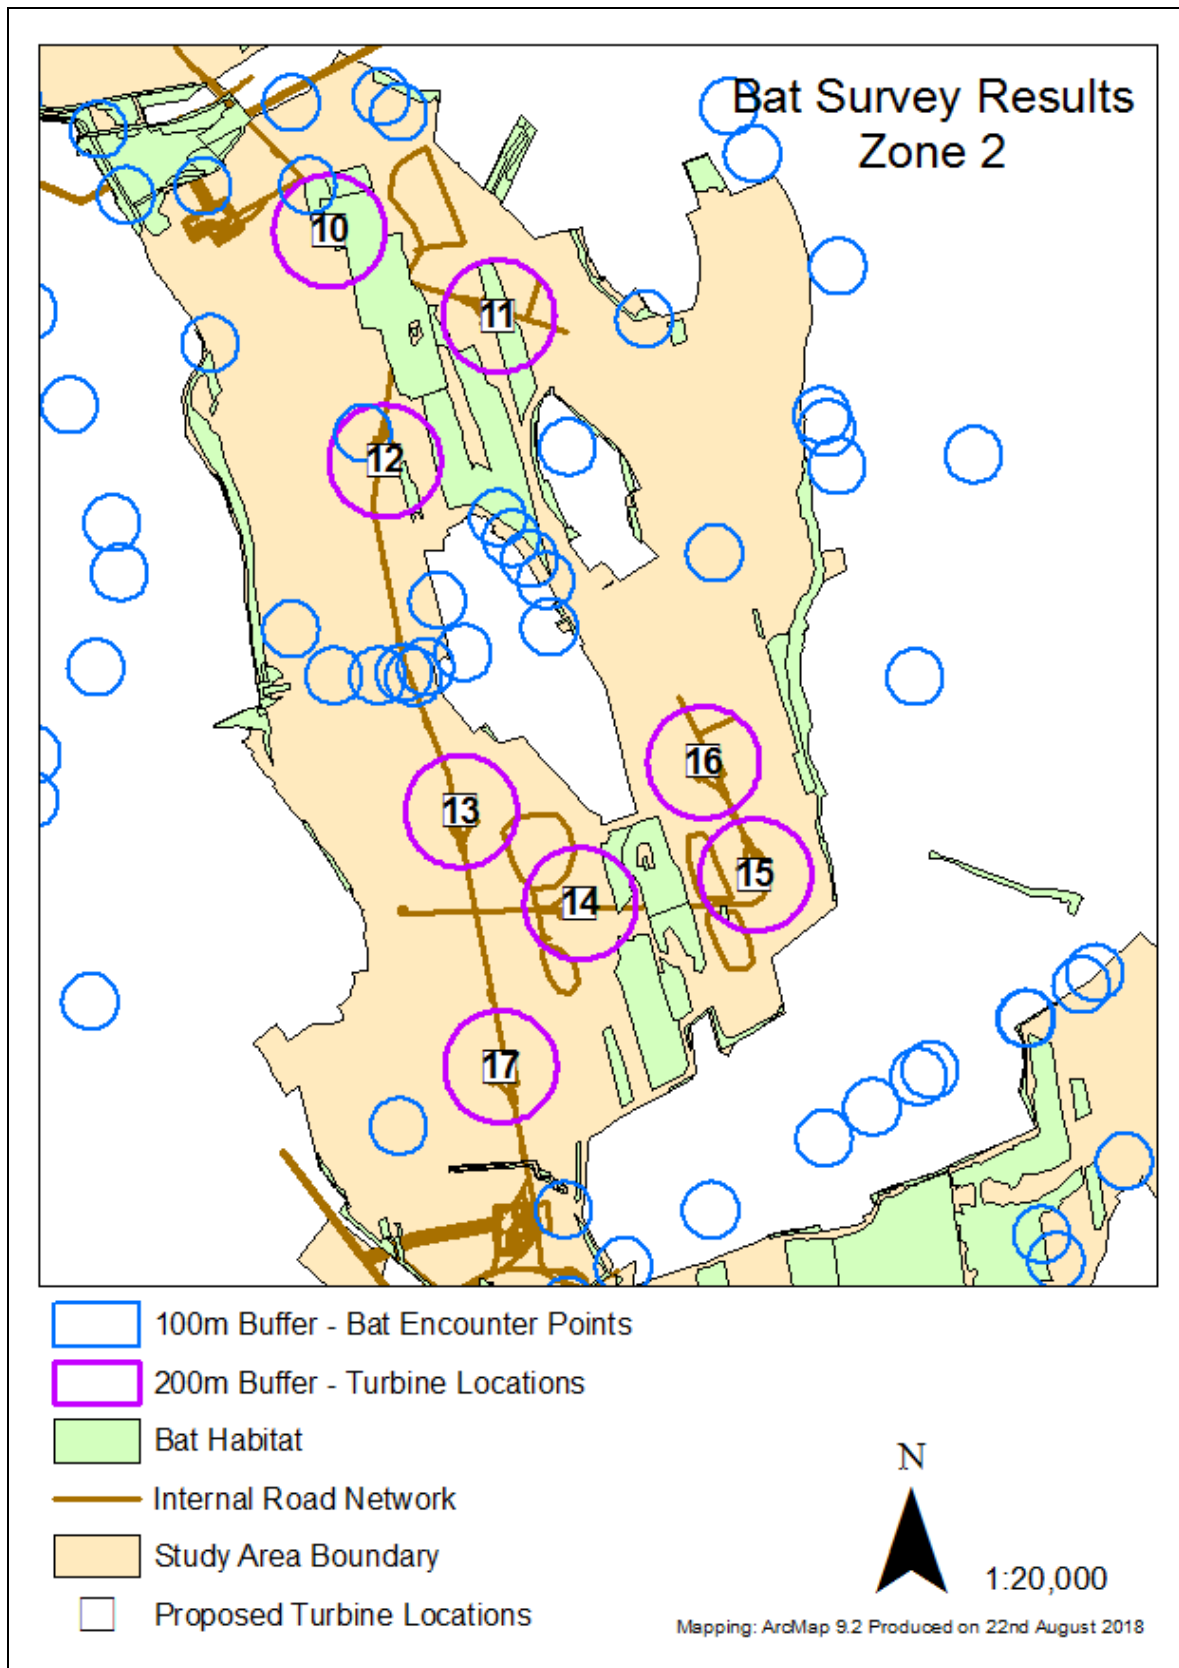 Bat Survey Results
Zone 2
10
11
12
16
13
15
14
17
100m Buffer - Bat Encounter Points
200m Buffer - Turbine Locations
Bat Habitat
Internal Road Network
Study Area Boundary
Proposed Turbine Locations
N
1:20,000
Mapping: ArcMap 9.2 Produced on 22nd August 2018